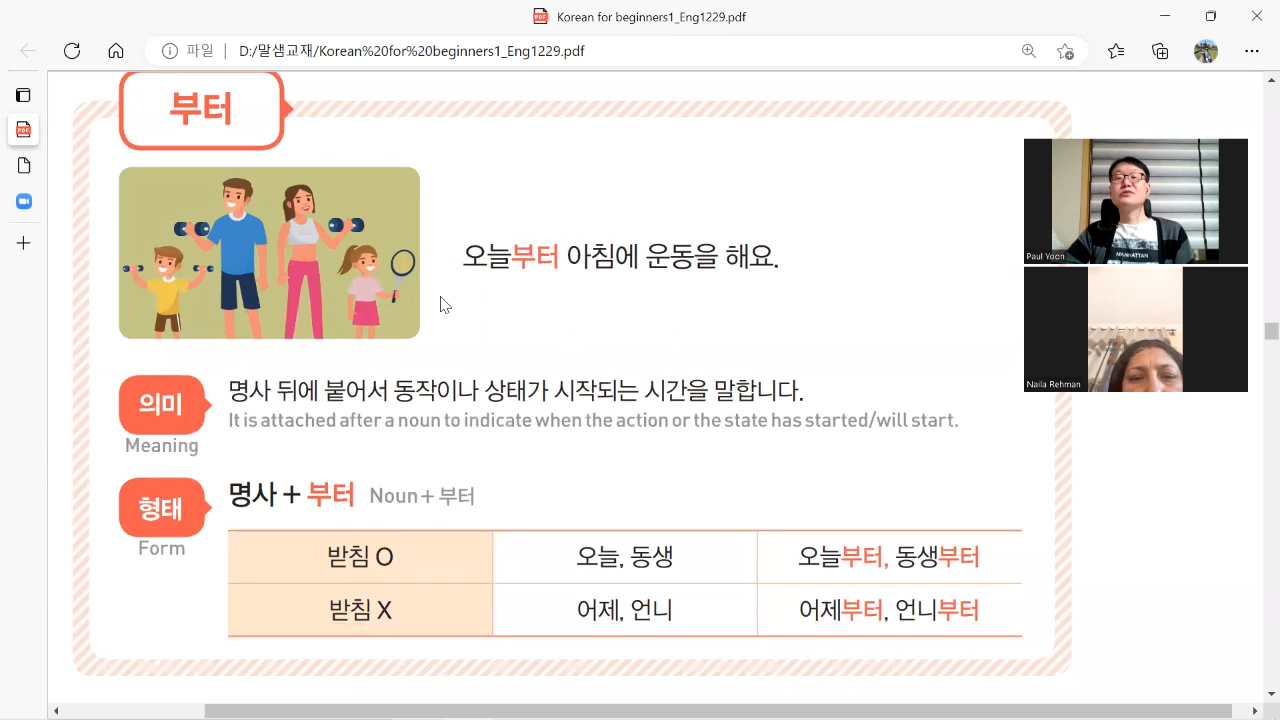 Korean for beginners1_Eng1229.pdf
파일 | D:/말샘교재/Korean%20for%20beginners1_Eng1229.pdf
부터
오늘부터 아침에 운동을 해요.
MANHATTAN
Paul Yoon
Naila Rehman
의미
Meaning
명사 뒤에 붙어서 동작이나 상태가 시작되는 시간을 말합니다.
It is attached after a noun to indicate when the action or the state has started/will start.
형태
Form
명사 + 부터 Noun + 부터
받침 O 오늘, 동생 오늘부터, 동생부터
받침 X 어제, 언니 어제부터, 언니부터